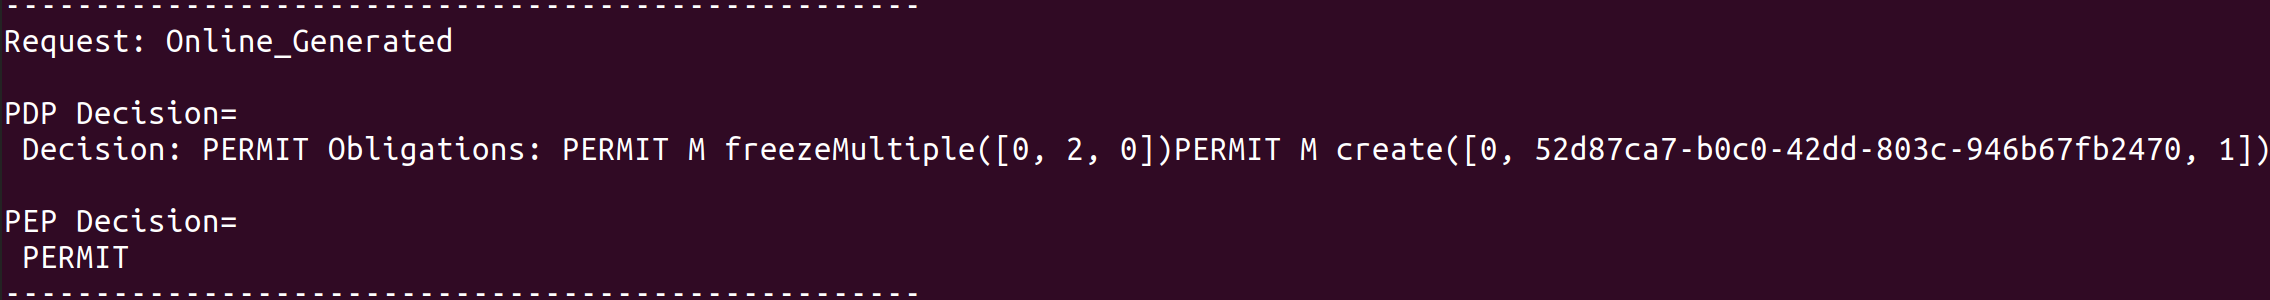 ---------------------------------------------------
Request: Online_Generated
PDP Decision=
Decision: PERMIT Obligations: PERMIT M freezeMultiple([0, 2, 0])PERMIT M create([0, 52d87ca7-b0c0-42dd-803c-946b67fb2470, 1])
PEP Decision=
PERMIT
---------------------------------------------------